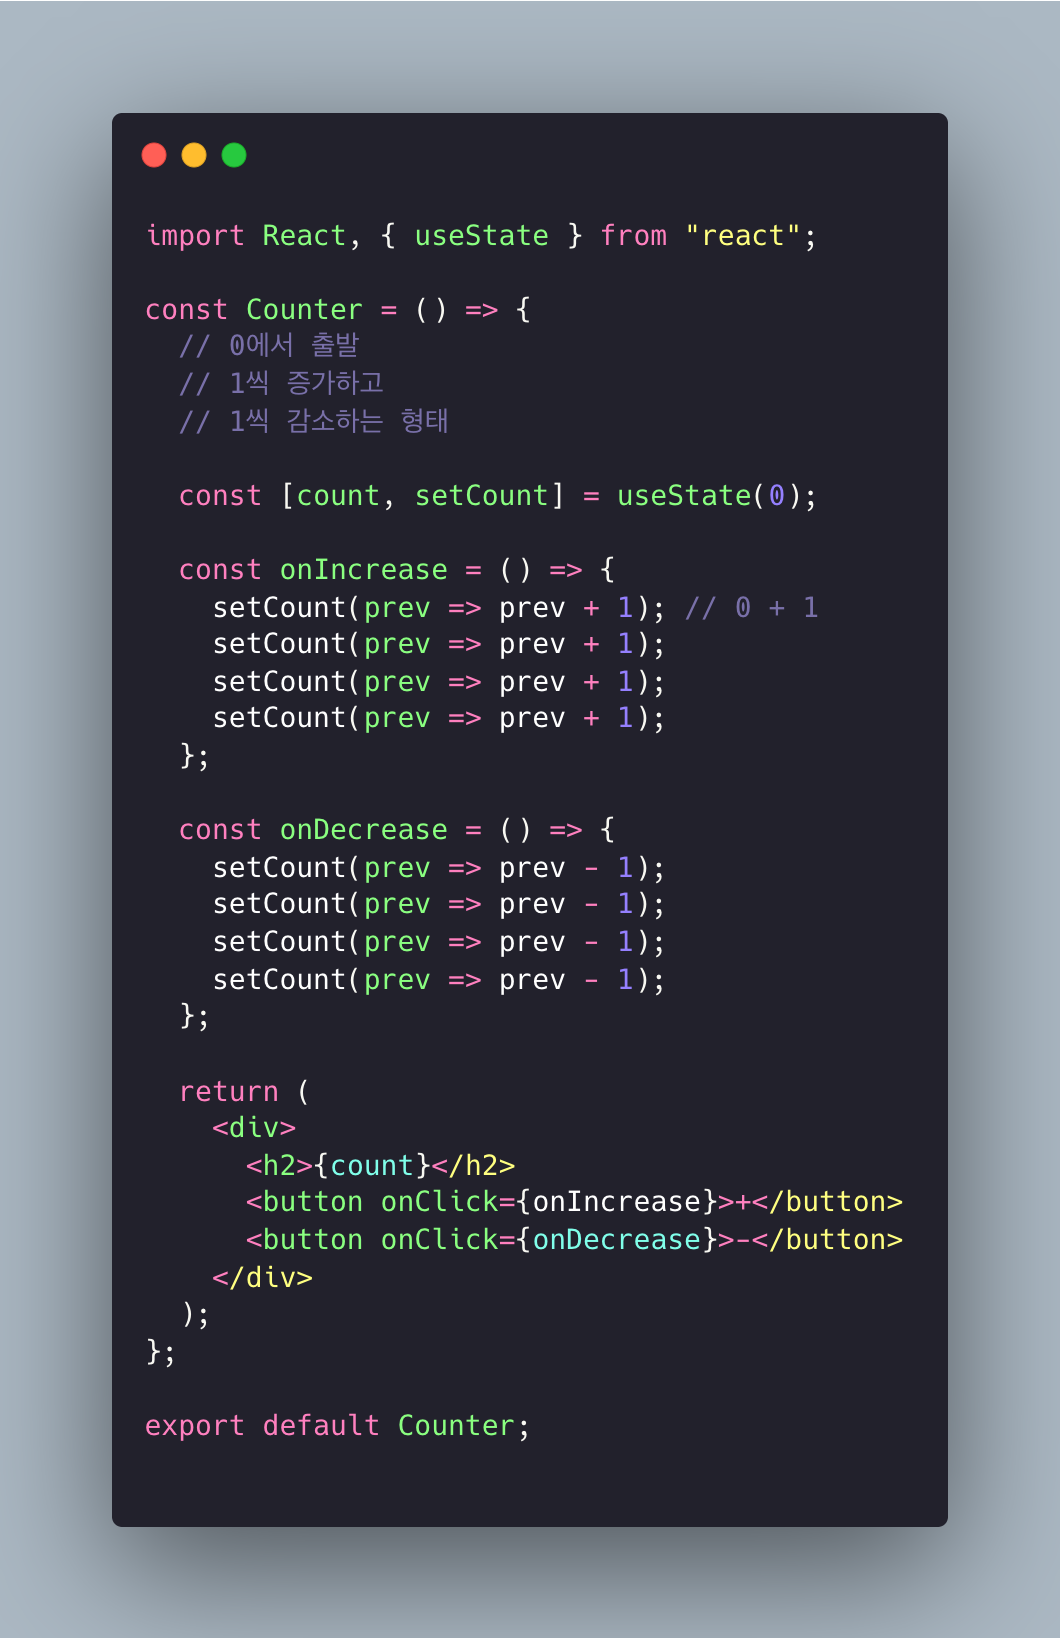 import React, { useState } from "react";
const Counter = () => {
// 0에서 출발
// 1씩 증가하고
// 1씩 감소하는 형태
const [count, setCount] = useState(0);
const onIncrease = () => {
setCount(prev => prev + 1); // 0 + 1
setCount(prev => prev + 1);
setCount(prev => prev + 1);
setCount(prev => prev + 1);
};
const onDecrease = () => {
setCount(prev => prev - 1);
setCount(prev => prev - 1);
setCount(prev => prev - 1);
setCount(prev => prev - 1);
};
return (
<div>
<h2>{count}</h2>
<button onClick={onIncrease}>+</button>
<button onClick={onDecrease}>-</button>
</div>
);
};
export default Counter;